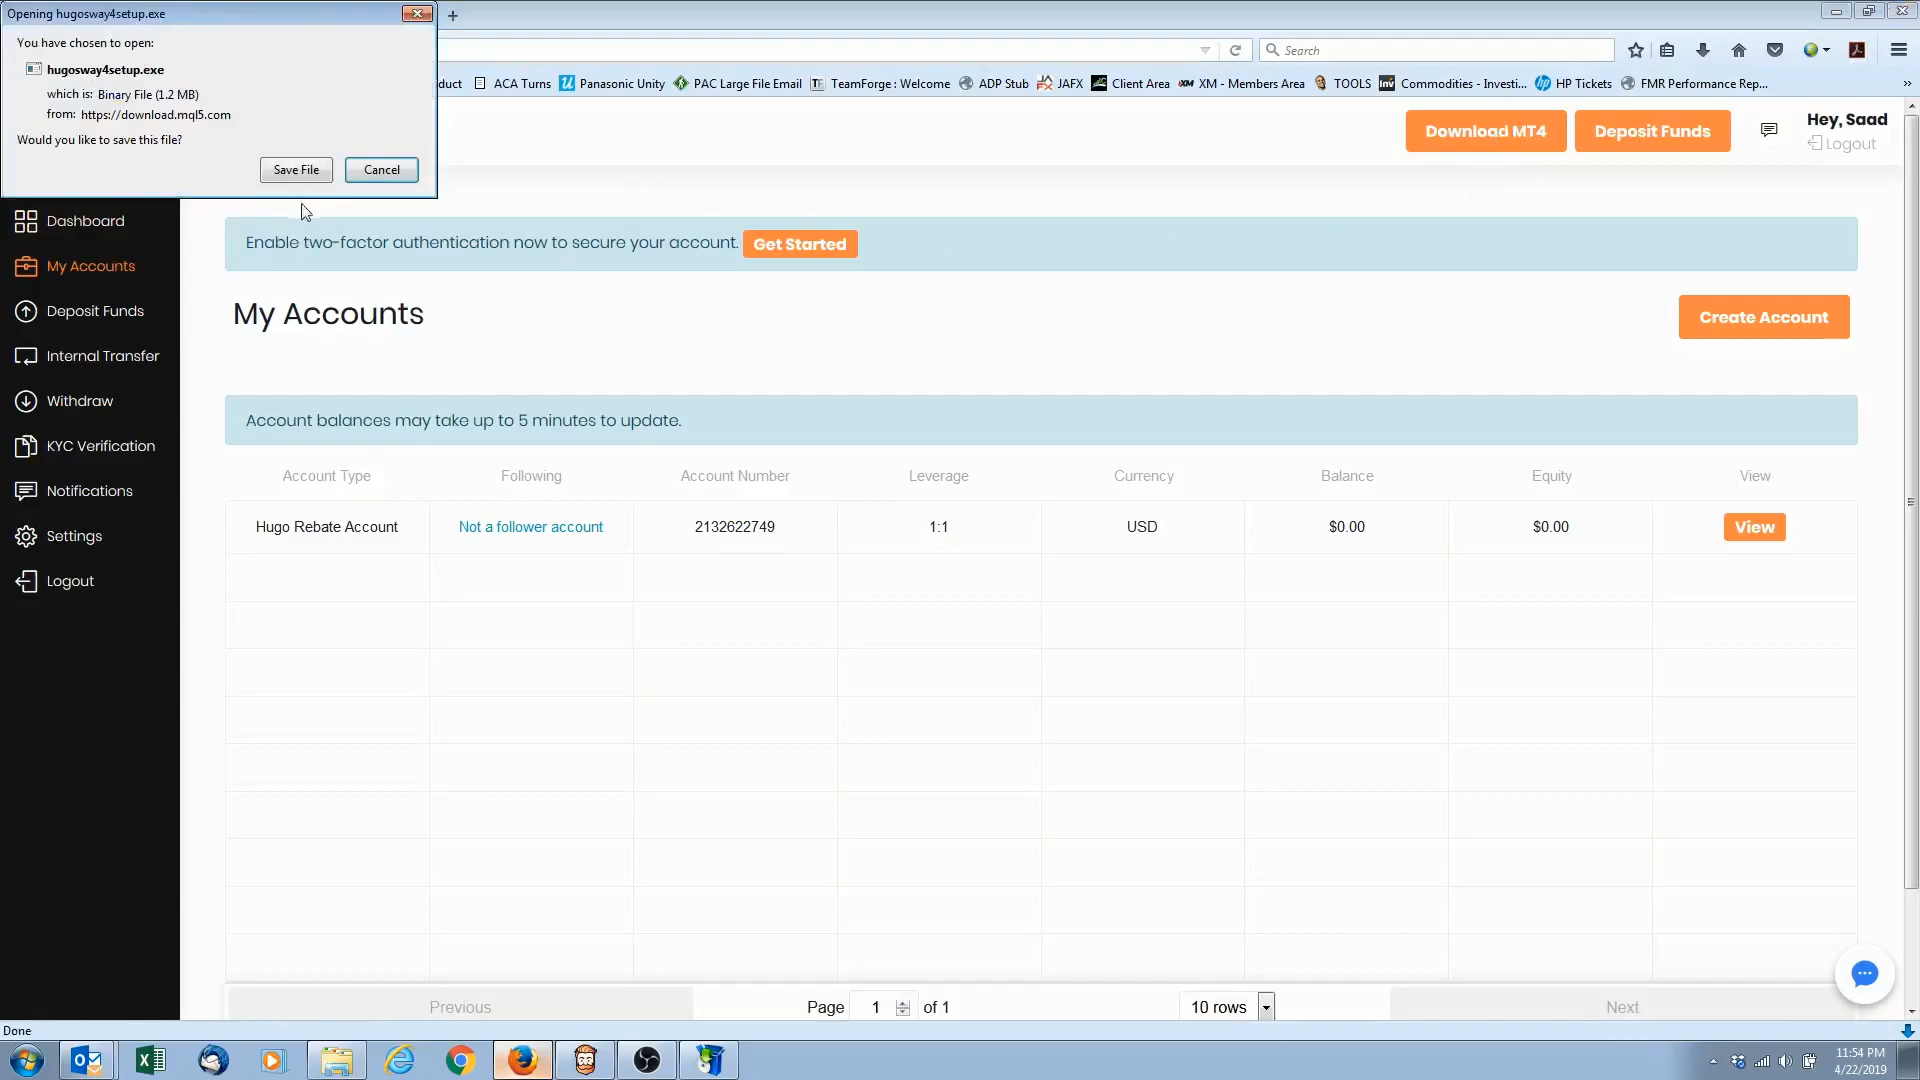 Opening hugosway4setup.exe
You have chosen to open:
hugosway4setup.exe
which is: Binary File (1.2 MB)
from: https://download.mql5.com
Would you like to save this file?
Save File
Cancel
Search
duct
ACA Turns
Panasonic Unity
PAC Large File Email
TeamForge : Welcome
ADP Stub
JAFX
Client Area
XM - Members Area
TOOLS
Commodities - Investi...
HP Tickets
FMR Performance Rep...
Download MT4
Deposit Funds
Hey, Saad
Logout
Dashboard
My Accounts
Deposit Funds
Internal Transfer
Withdraw
KYC Verification
Notifications
Settings
Logout
Enable two-factor authentication now to secure your account. Get Started
My Accounts
Create Account
Account balances may take up to 5 minutes to update.
Account Type Following Account Number Leverage Currency Balance Equity View
Hugo Rebate Account Not a follower account 2132622749 1:1 USD $0.00 $0.00 View
Previous Page 1 of 1 10 rows Next
Done
11:54 PM
4/22/2019